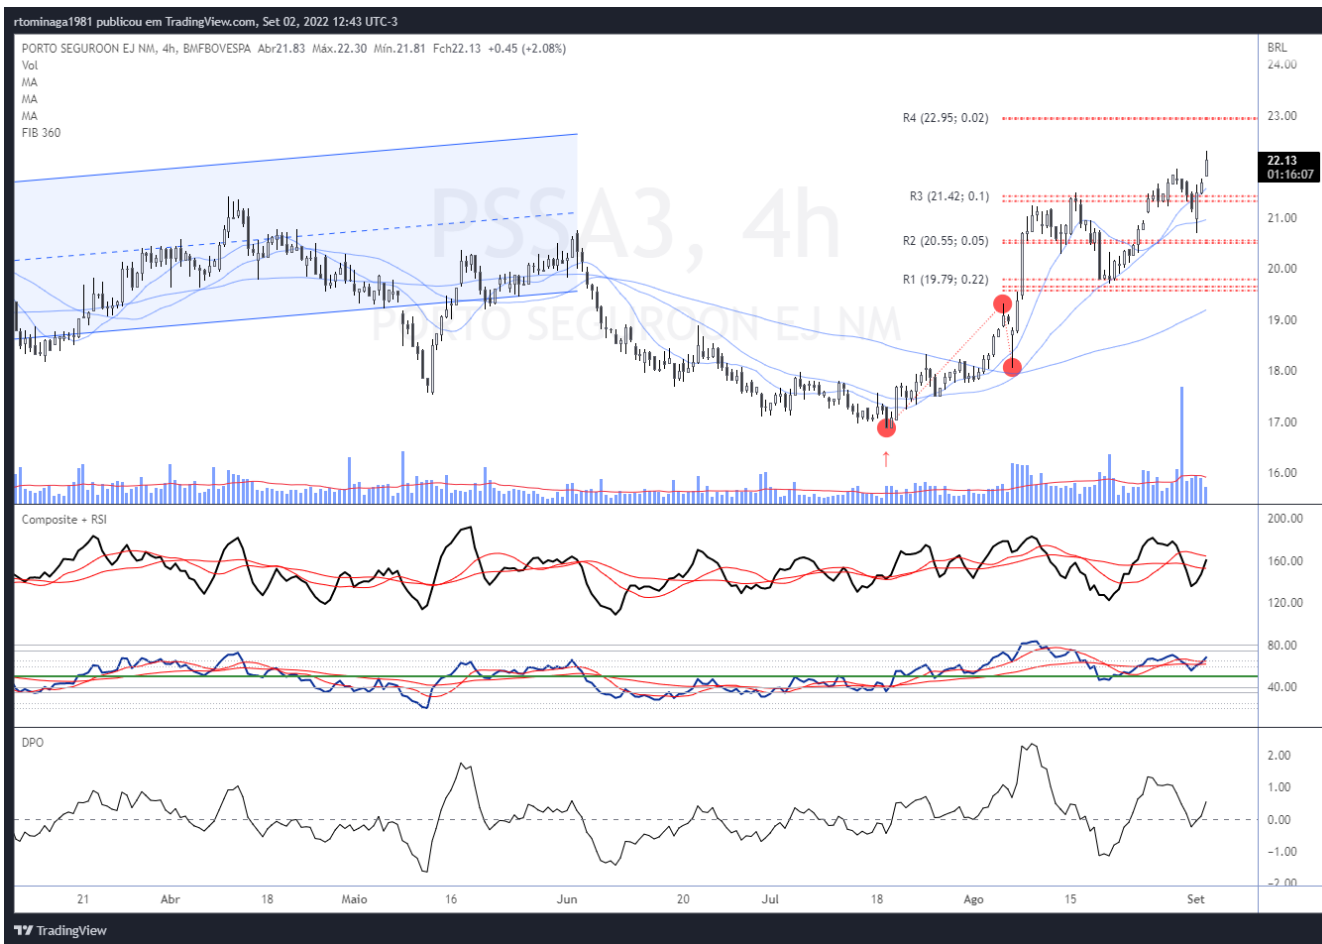 rtominaga1981 publicou em TradingView.com, Set 02, 2022 12:43 UTC-3
PORTO SEGUROON EJ NM, 4h, BMFBOVESPA Abr21.83 Máx.22.30 Mín.21.81 Fch22.13 +0.45 (+2.08%)
BRL
Vol
MA
MA
MA
FIB 360
24.00
23.00
22.13
01:16:07
21.00
20.00
19.00
18.00
17.00
16.00
R4 (22.95; 0.02)
R3 (21.42; 0.1)
R2 (20.55; 0.05)
R1 (19.79; 0.22)
PSSA3, 4h
PORTO SEGUROON EJ NM
Composite + RSI
200.00
160.00
120.00
80.00
40.00
DPO
2.00
1.00
0.00
−1.00
−2.00
21 Abr 18 Maio 16 Jun 20 Jul 18 Ago 15 Set
TradingView